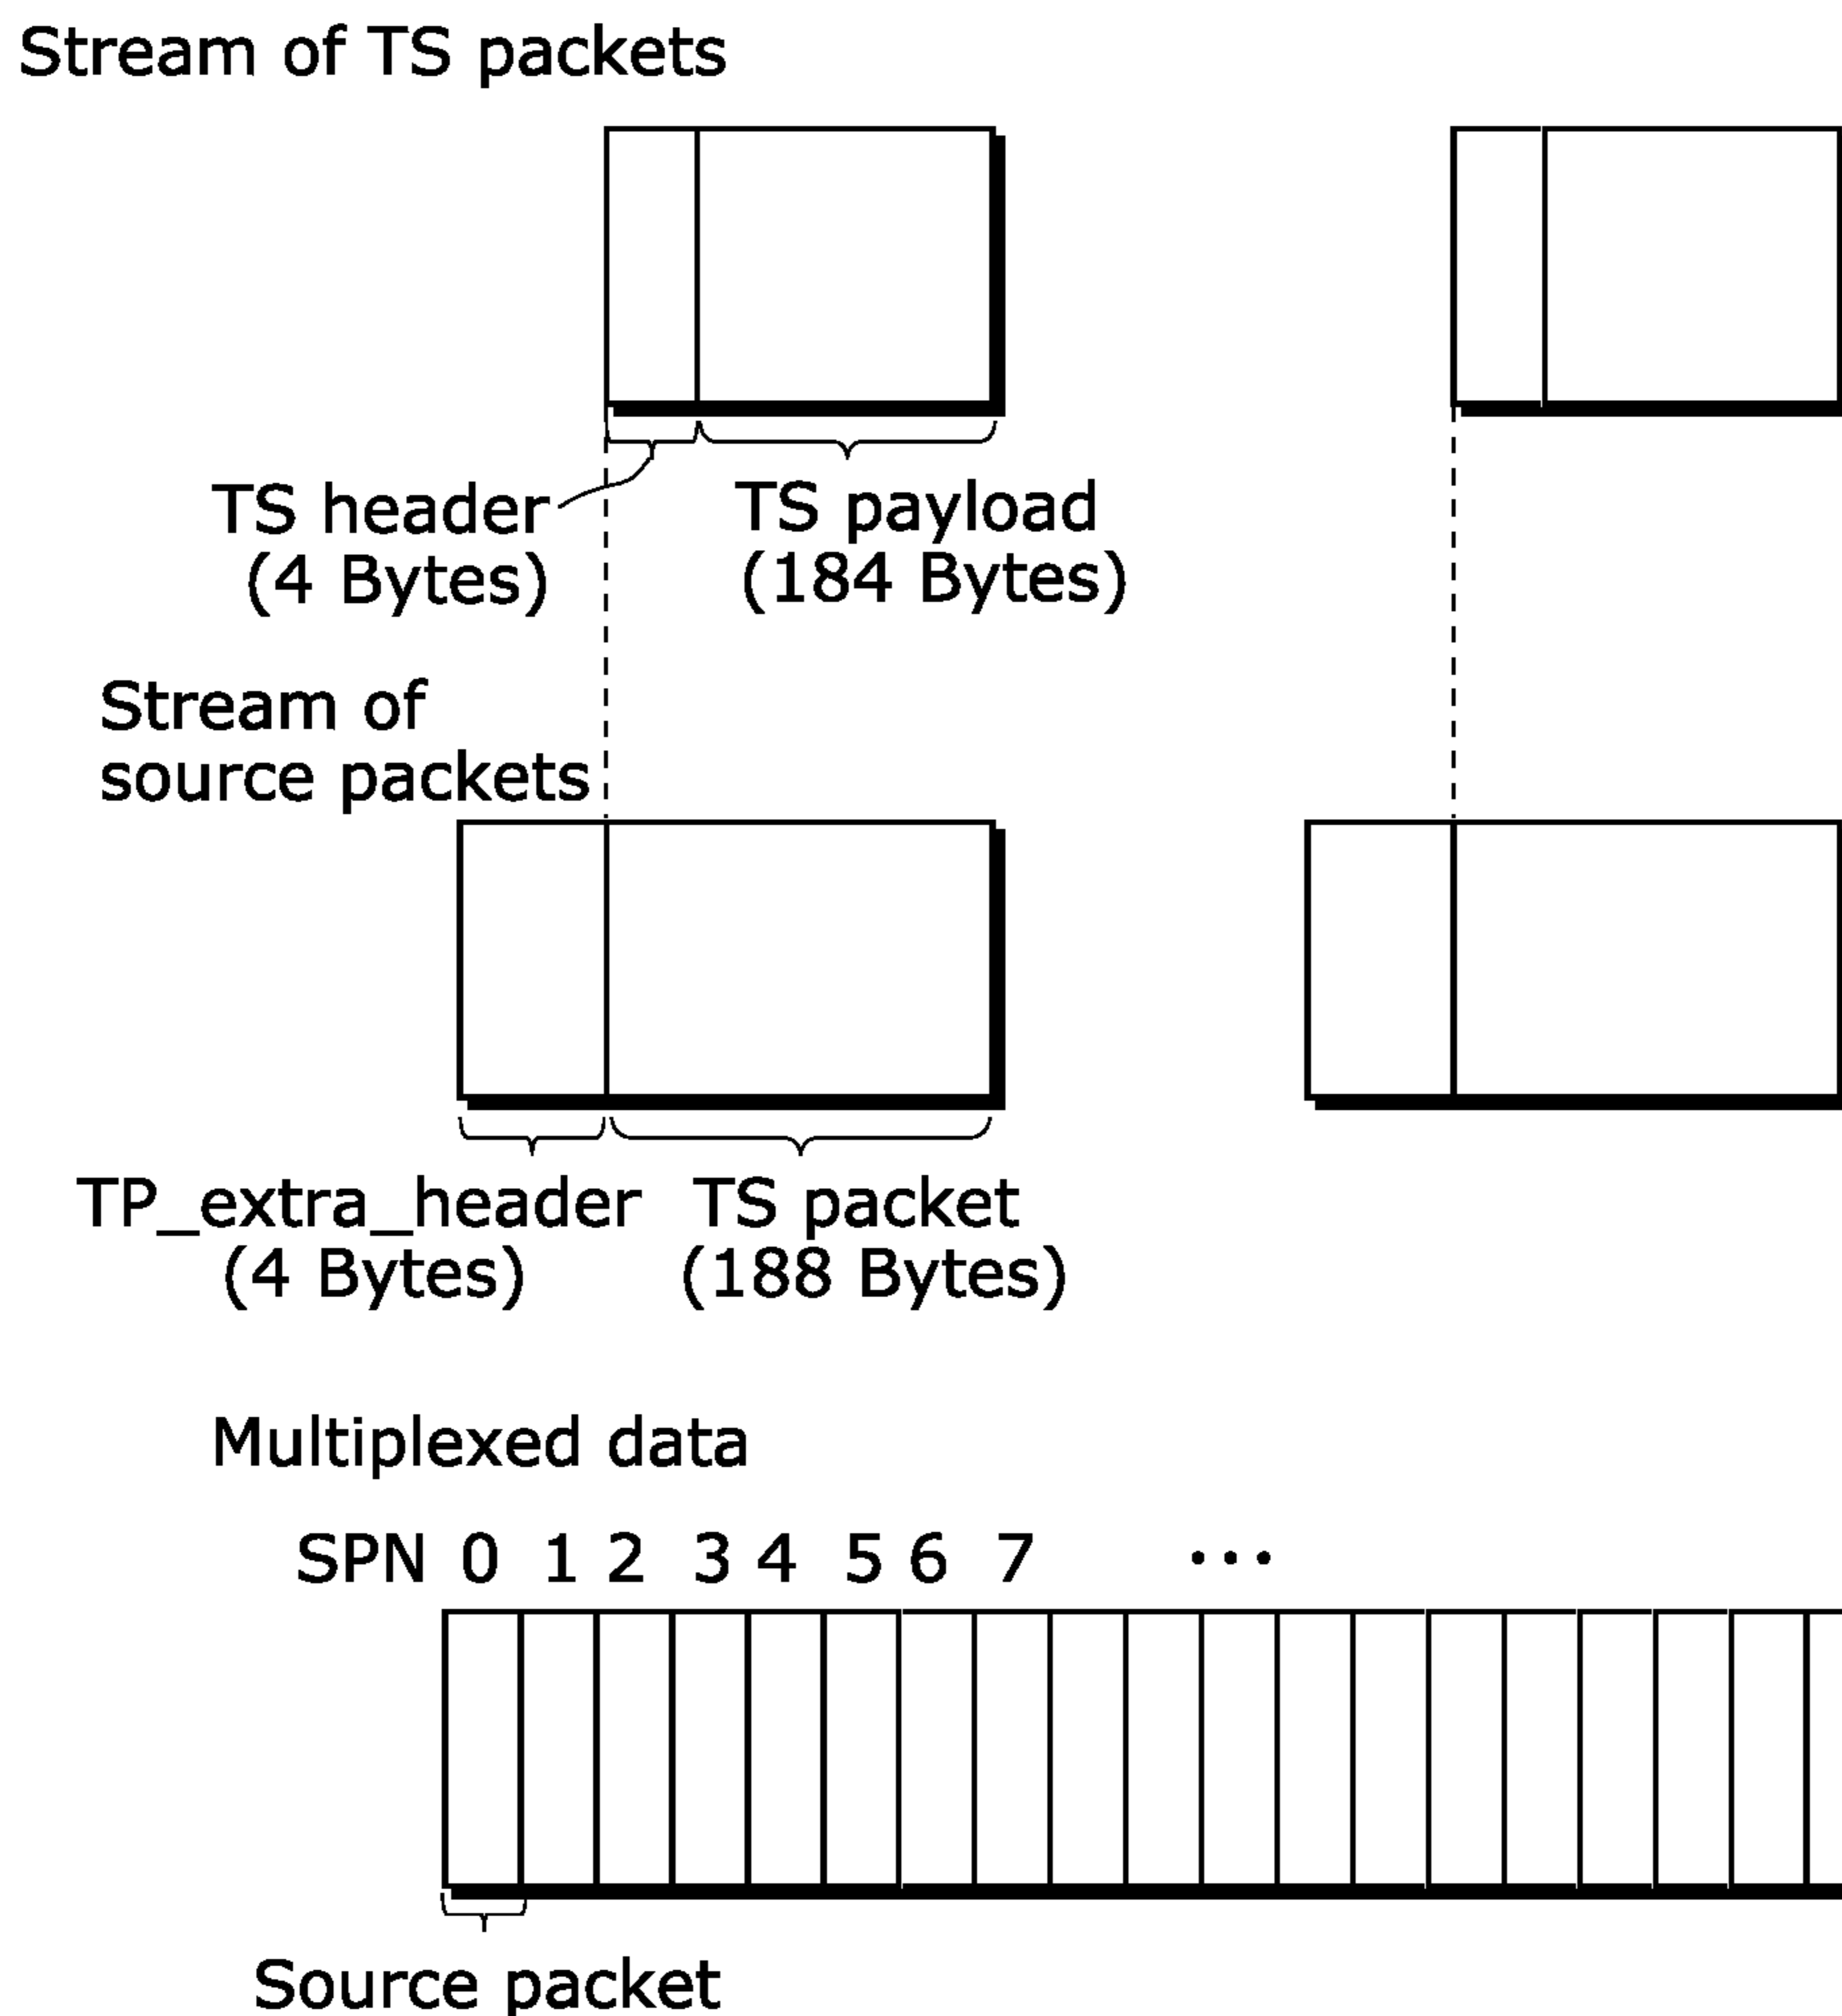 Stream of TS packets
TS header
(4 Bytes)
TS payload
(184 Bytes)
Stream of
source packets
TP_extra_header
(4 Bytes)
TS packet
(188 Bytes)
Multiplexed data
SPN 0 1 2 3 4 5 6 7 ...
Source packet